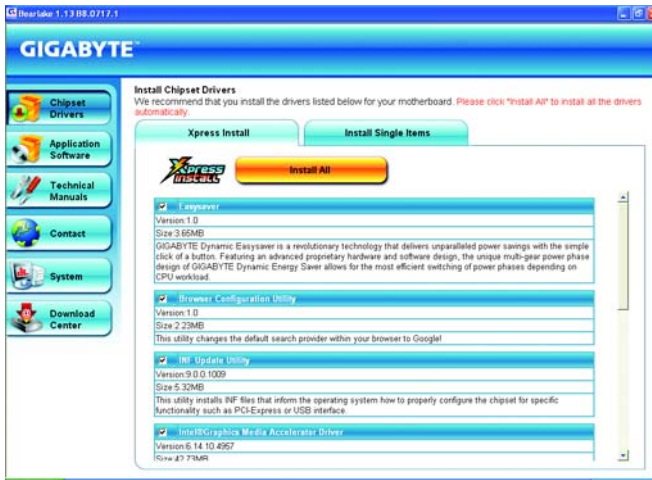 Bearlake 1.13 B8.0717.1
GIGABYTE™
Chipset
Drivers
Application
Software
Technical
Manuals
Contact
System
Download
Center
Install Chipset Drivers
We recommend that you install the drivers listed below for your motherboard. Please click "Install All" to install all the drivers
automatically.
Xpress Install
Install Single Items
Xpress
INSTALL
Install All
Easysaver
Version:1.0
Size:3.65MB
GIGABYTE Dynamic Easysaver is a revolutionary technology that delivers unparalleled power savings with the simple
click of a button. Featuring an advanced proprietary hardware and software design, the unique multi-gear power phase
design of GIGABYTE Dynamic Energy Saver allows for the most efficient switching of power phases depending on
CPU workload.
Browser Configuration Utility
Version:1.0
Size:2.23MB
This utility changes the default search provider within your browser to Google!
INF Update Utility
Version:9.0.0.1009
Size:5.32MB
This utility installs INF files that inform the operating system how to properly configure the chipset for specific
functionality such as PCI-Express or USB interface.
Intel®Graphics Media Accelerator Driver
Version:6.14.10.4957
Size:42.73MB